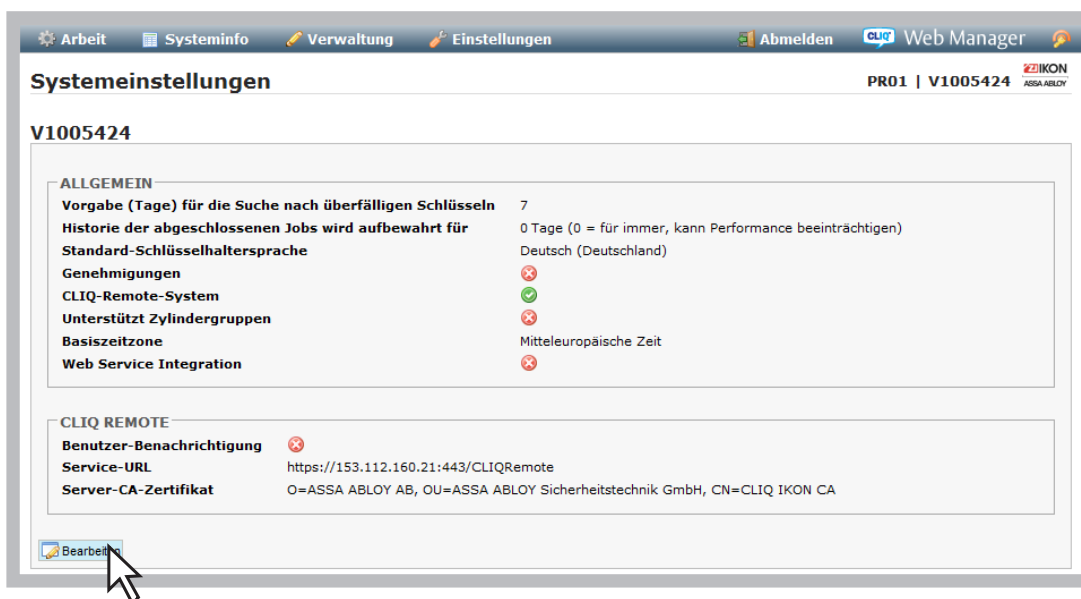 Arbeit Systeminfo Verwaltung Einstellungen Abmelden CLIQ Web Manager
Systemeinstellungen PR01 | V1005424 IKON
ASSA ABLOY
V1005424
ALLGEMEIN
Vorgabe (Tage) für die Suche nach überfälligen Schlüsseln 7
Historie der abgeschlossenen Jobs wird aufbewahrt für 0 Tage (0 = für immer, kann Performance beeinträchtigen)
Standard-Schlüsselhaltersprache Deutsch (Deutschland)
Genehmigungen
CLIQ-Remote-System
Unterstützt Zylindergruppen
Basiszeitzone Mitteleuropäische Zeit
Web Service Integration
CLIQ REMOTE
Benutzer-Benachrichtigung
Service-URL https://153.112.160.21:443/CLIQRemote
Server-CA-Zertifikat O=ASSA ABLOY AB, OU=ASSA ABLOY Sicherheitstechnik GmbH, CN=CLIQ IKON CA
Bearbeiten